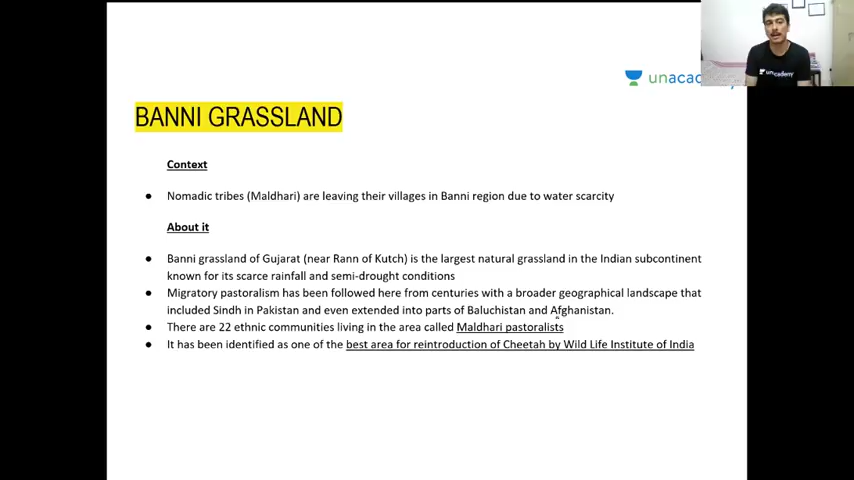 unacademy
unacademy
BANNI GRASSLAND
Context
● Nomadic tribes (Maldhari) are leaving their villages in Banni region due to water scarcity
About it
● Banni grassland of Gujarat (near Rann of Kutch) is the largest natural grassland in the Indian subcontinent
known for its scarce rainfall and semi-drought conditions
● Migratory pastoralism has been followed here from centuries with a broader geographical landscape that
included Sindh in Pakistan and even extended into parts of Baluchistan and Afghanistan.
● There are 22 ethnic communities living in the area called Maldhari pastoralists
● It has been identified as one of the best area for reintroduction of Cheetah by Wild Life Institute of India